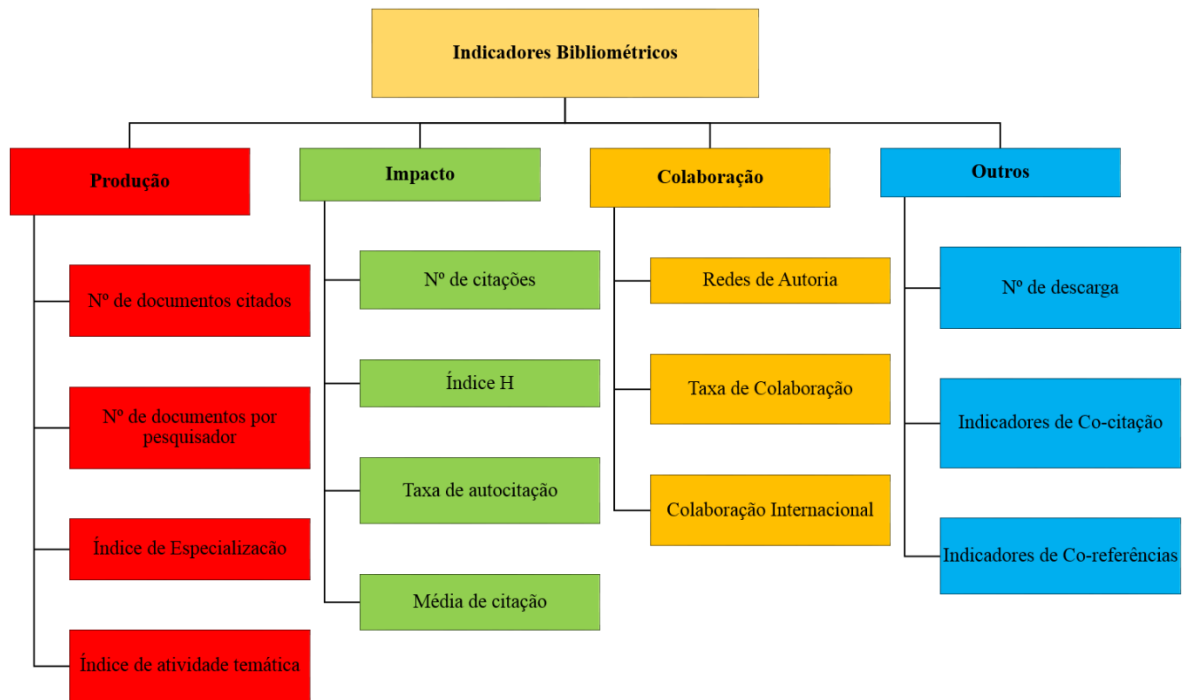 Indicadores Bibliométricos
Produção
Impacto
Colaboração
Outros
Nº de documentos citados
Nº de documentos por
pesquisador
Índice de Especialização
Índice de atividade temática
Nº de citações
Índice H
Taxa de autocitação
Média de citação
Redes de Autoria
Taxa de Colaboração
Colaboração Internacional
Nº de descarga
Indicadores de Co-citação
Indicadores de Co-referências